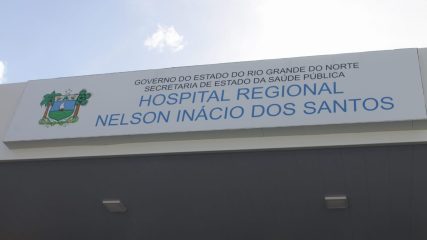 GOVERNO DO ESTADO DO RIO GRANDE DO NORTE
SECRETARIA DE ESTADO DA SAÚDE PÚBLICA
HOSPITAL REGIONAL
NELSON INÁCIO DOS SANTOS